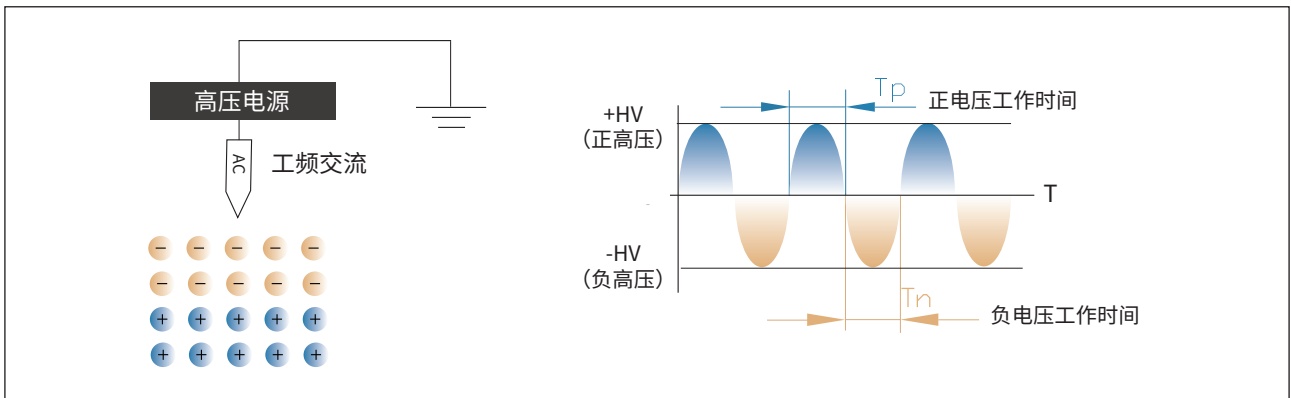 高压电源
AC
工频交流
− − − − −
− − − − −
+ + + + +
+ + + + +
Tp
正电压工作时间
+HV
（正高压）
T
-HV
（负高压）
Tn
负电压工作时间